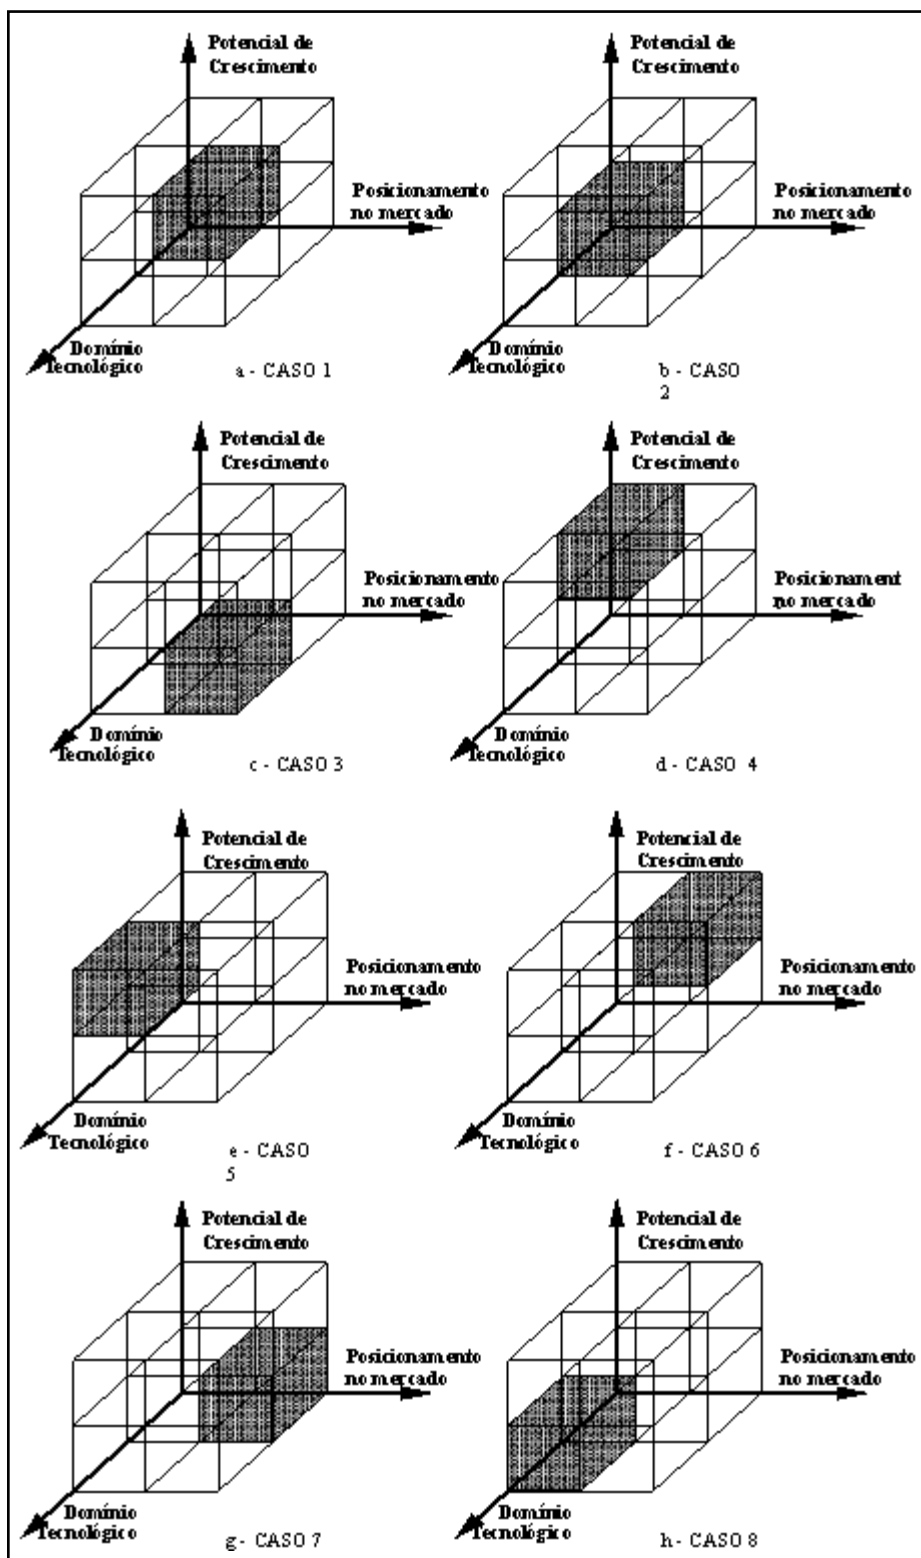 Potencial de
Crescimento
Posicionamento
no mercado
Domínio
Tecnológico
a - CASO 1
Potencial de
Crescimento
Posicionamento
no mercado
Domínio
Tecnológico
b - CASO
2
Potencial de
Crescimento
Posicionamento
no mercado
Domínio
Tecnológico
c - CASO 3
Potencial de
Crescimento
Posicionament
no mercado
Domínio
Tecnológico
d - CASO 4
Potencial de
Crescimento
Posicionamento
no mercado
Domínio
Tecnológico
e - CASO
5
Potencial de
Crescimento
Posicionamento
no mercado
Domínio
Tecnológico
f - CASO 6
Potencial de
Crescimento
Posicionamento
no mercado
Domínio
Tecnológico
g - CASO 7
Potencial de
Crescimento
Posicionamento
no mercado
Domínio
Tecnológico
h - CASO 8